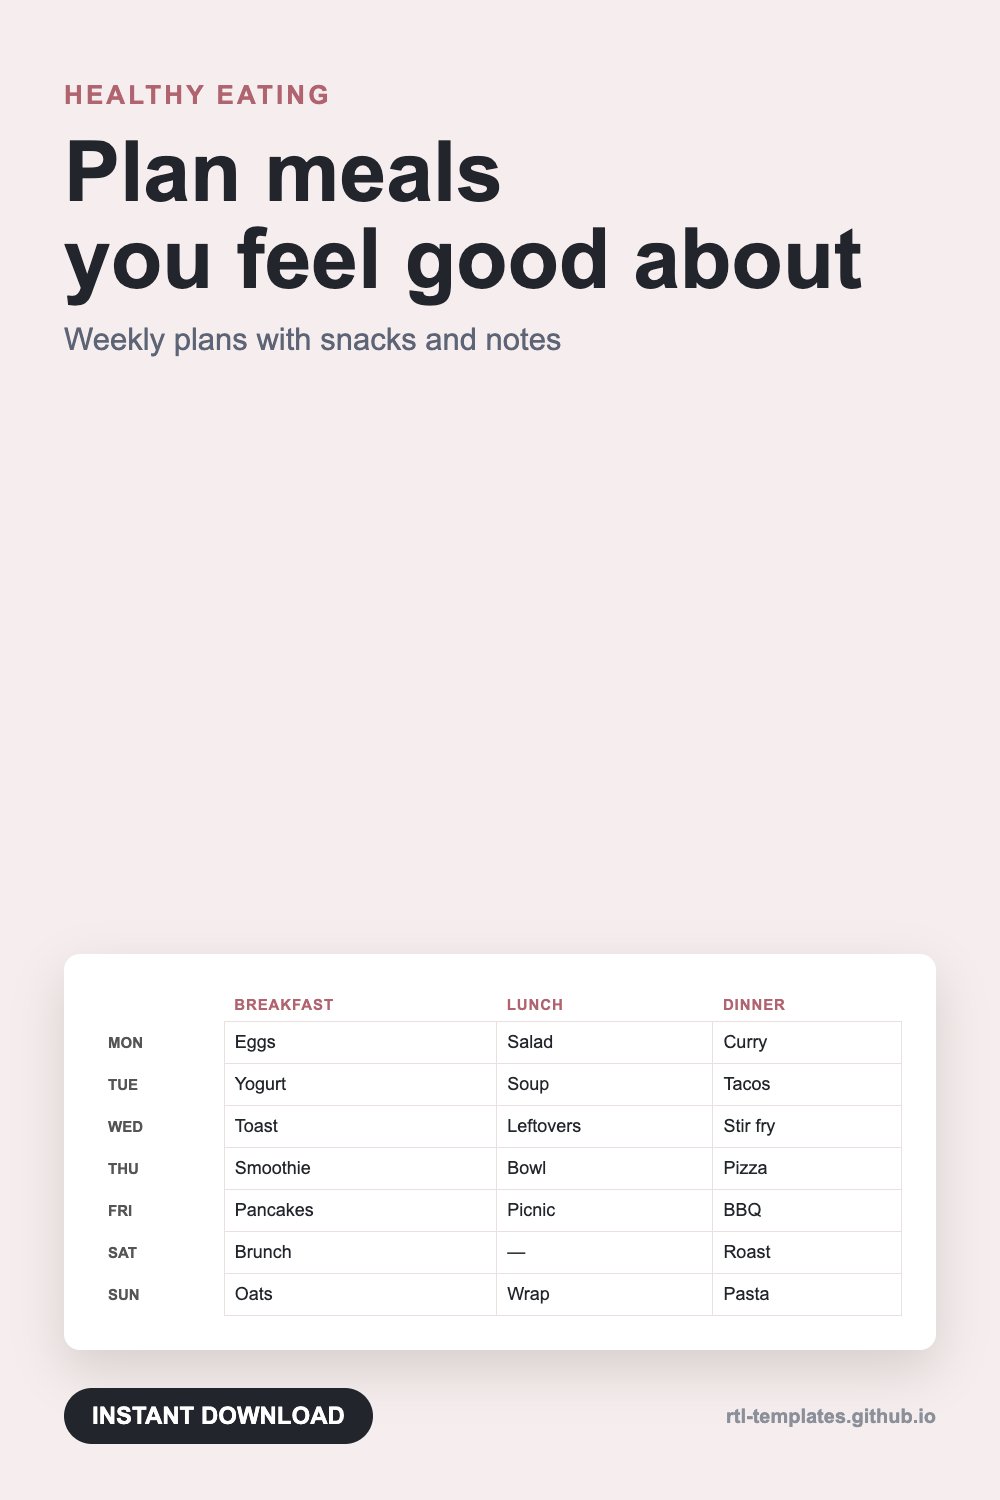 HEALTHY EATING
Plan meals
you feel good about
Weekly plans with snacks and notes
BREAKFAST LUNCH DINNER
MON Eggs Salad Curry
TUE Yogurt Soup Tacos
WED Toast Leftovers Stir fry
THU Smoothie Bowl Pizza
FRI Pancakes Picnic BBQ
SAT Brunch — Roast
SUN Oats Wrap Pasta
INSTANT DOWNLOAD rtl-templates.github.io